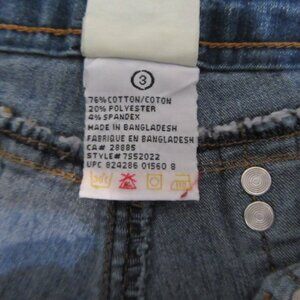 3
76% COTTON/COTON
20% POLYESTER
4% SPANDEX
MADE IN BANGLADESH
FABRIQUE EN BANGLADESH
CA# 28885
STYLE# 7552022
UPC 824286 01560 8